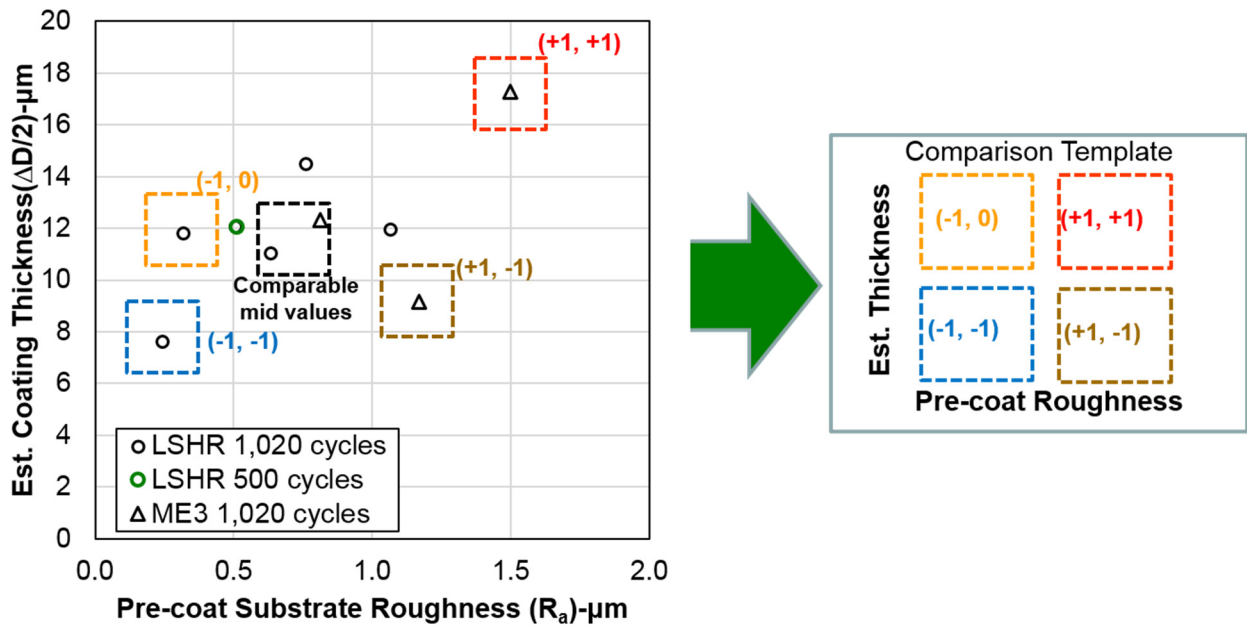 Est. Coating Thickness(ΔD/2)-µm
20
18
16
14
12
10
8
6
4
2
0
(+1, +1)
(-1, 0)
(+1, -1)
Comparable
mid values
(-1, -1)
LSHR 1,020 cycles
LSHR 500 cycles
ME3 1,020 cycles
0.0
0.5
1.0
1.5
2.0
Pre-coat Substrate Roughness (Rₐ)-µm
Comparison Template
Est. Thickness
(-1, 0)
(+1, +1)
(-1, -1)
(+1, -1)
Pre-coat Roughness